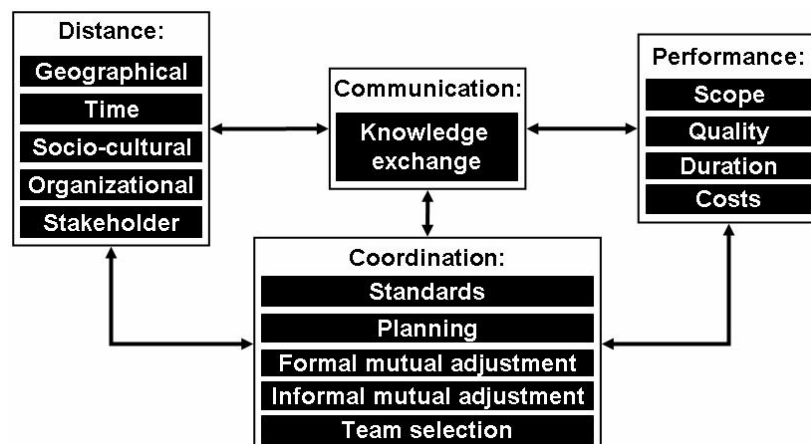 Distance:
Geographical
Time
Socio-cultural
Organizational
Stakeholder
Communication:
Knowledge
exchange
Performance:
Scope
Quality
Duration
Costs
Coordination:
Standards
Planning
Formal mutual adjustment
Informal mutual adjustment
Team selection